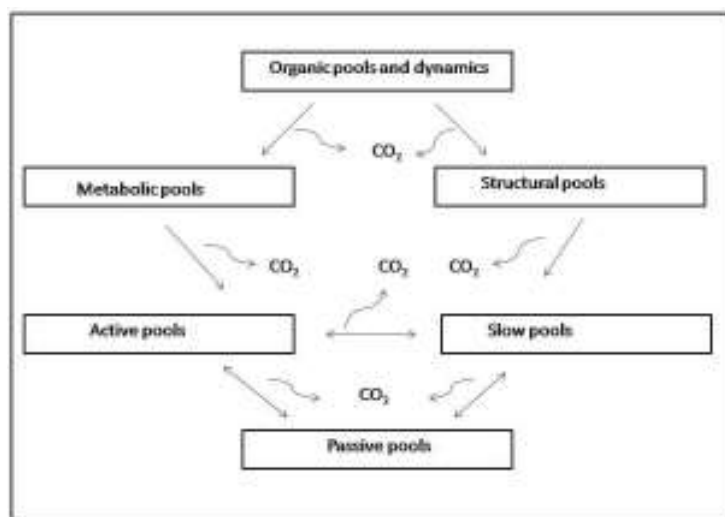 Organic pools and dynamics
CO₂
Metabolic pools
Structural pools
CO₂ CO₂ CO₂
Active pools
Slow pools
CO₂
Passive pools